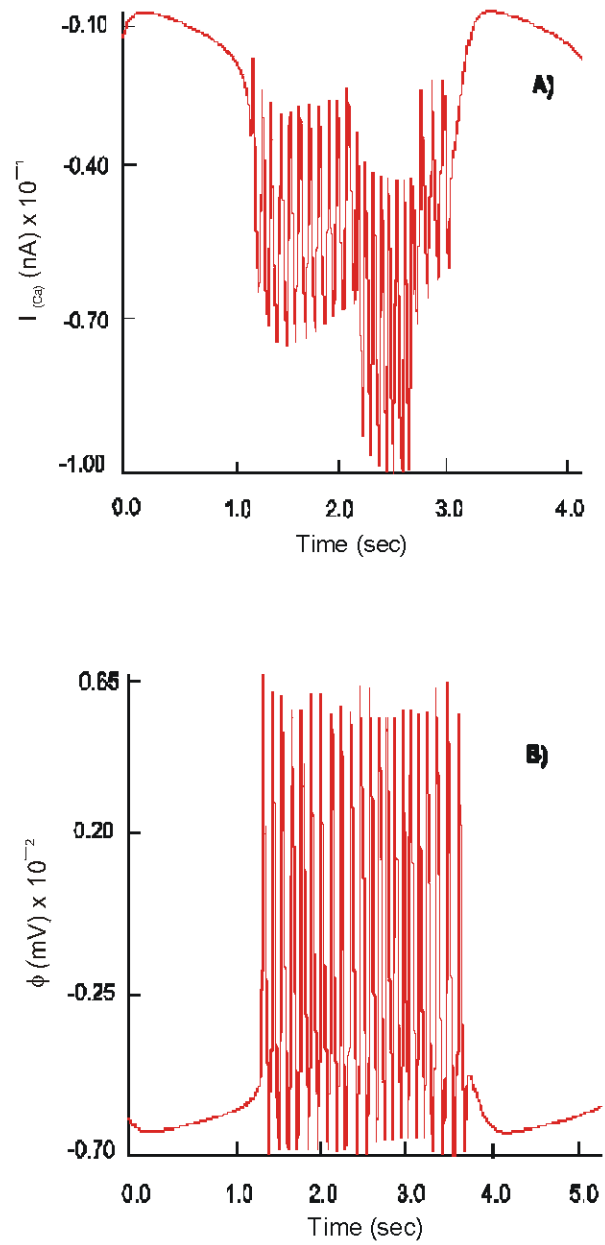 -0.10
A)
-0.40
I (Ca) (nA) x 10⁻¹
-0.70
-1.00
0.0 1.0 2.0 3.0 4.0
Time (sec)
0.65
B)
0.20
ϕ (mV) x 10⁻²
-0.25
-0.70
0.0 1.0 2.0 3.0 4.0 5.0
Time (sec)